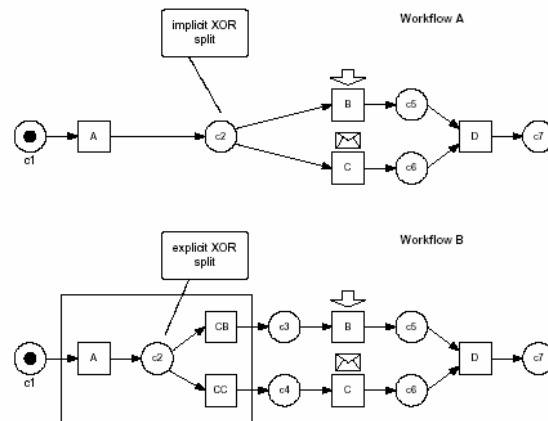 implicit XOR
split
Workflow A
B
c5
A
c2
D
c1
c7
C
c6
explicit XOR
split
Workflow B
CB
c3
B
c5
A
c2
D
c1
c7
CC
c4
C
c6